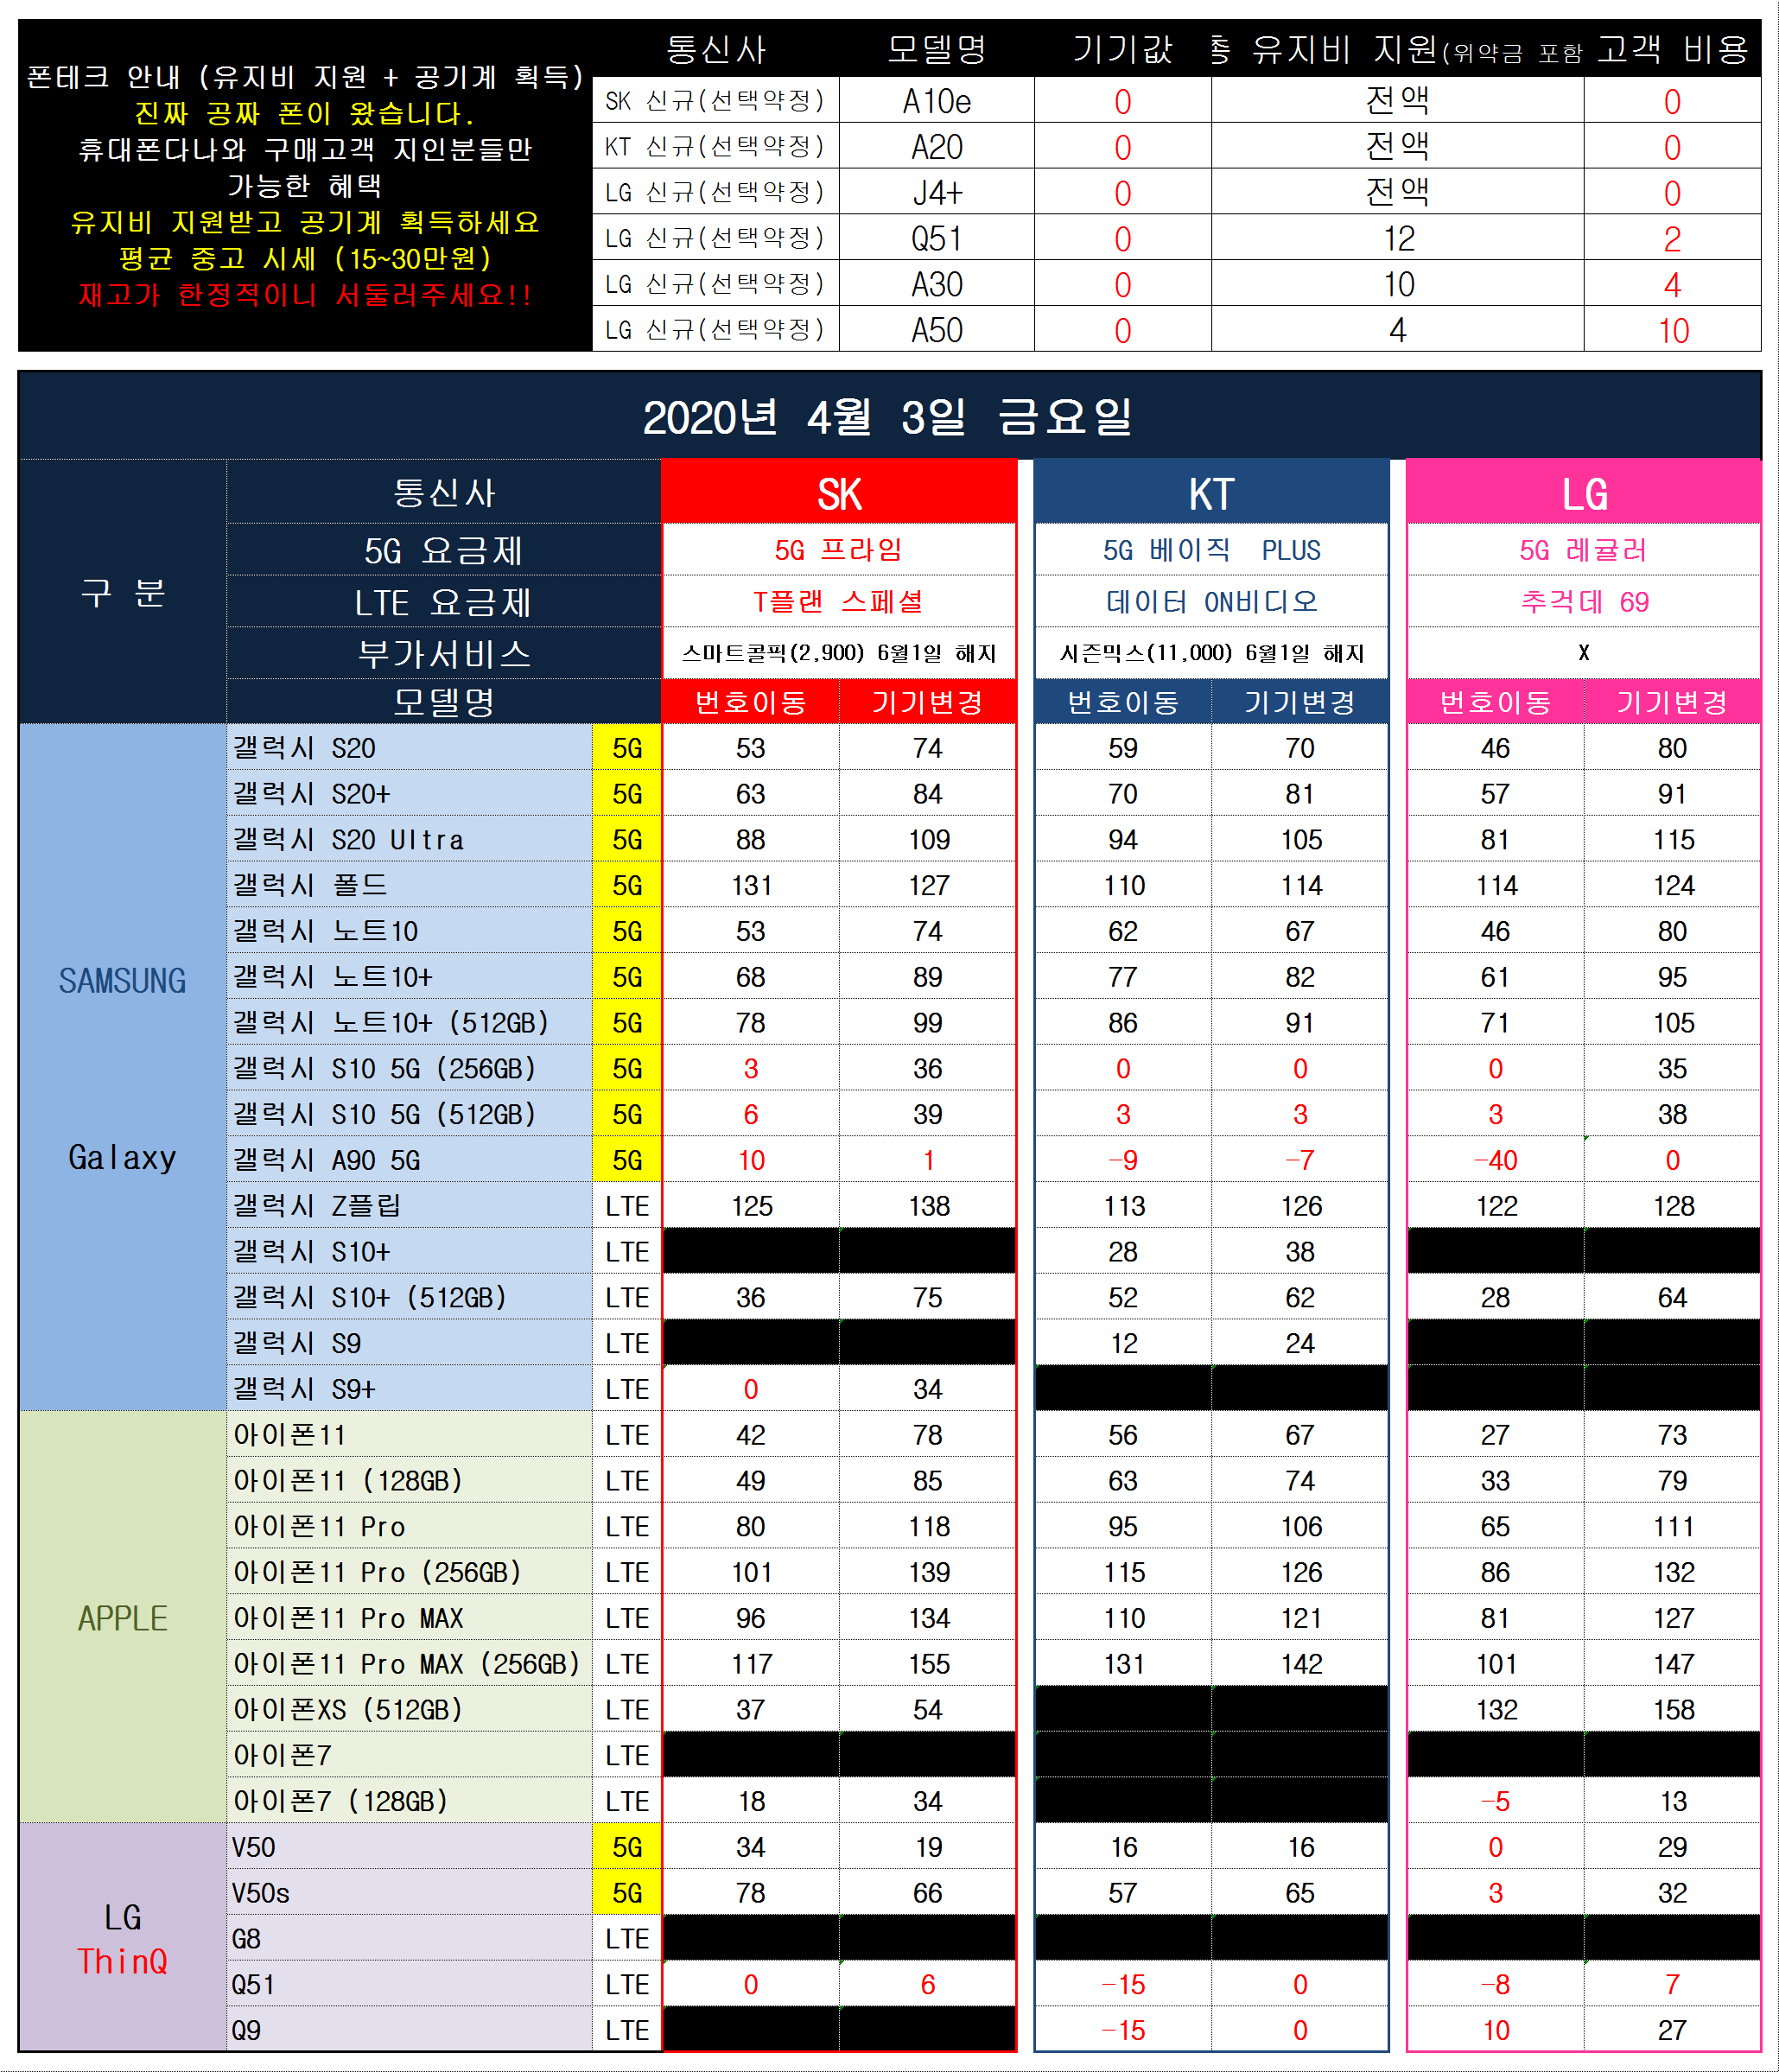 폰테크 안내 (유지비 지원 + 공기계 획득)
진짜 공짜 폰이 왔습니다.
휴대폰다나와 구매고객 지인분들만
가능한 혜택
유지비 지원받고 공기계 획득하세요
평균 중고 시세 (15~30만원)
재고가 한정적이니 서둘러주세요!!
통신사 모델명 기기값 유지비 지원(위약금 포함 고객 비용
SK 신규(선택약정) A10e 0 전액 0
KT 신규(선택약정) A20 0 전액 0
LG 신규(선택약정) J4+ 0 전액 0
LG 신규(선택약정) Q51 0 12 2
LG 신규(선택약정) A30 0 10 4
LG 신규(선택약정) A50 0 4 10
2020년 4월 3일 금요일
구 분
통신사 SK KT LG
5G 요금제 5G 프라임 5G 베이직 PLUS 5G 레귤러
LTE 요금제 T플랜 스페셜 데이터 ON비디오 추걱데 69
부가서비스 스마트콜픽(2,900) 6월1일 해지 시즌믹스(11,000) 6월1일 해지 X
모델명 번호이동 기기변경 번호이동 기기변경 번호이동 기기변경
SAMSUNG
Galaxy
갤럭시 S20 5G 53 74 59 70 46 80
갤럭시 S20+ 5G 63 84 70 81 57 91
갤럭시 S20 Ultra 5G 88 109 94 105 81 115
갤럭시 폴드 5G 131 127 110 114 114 124
갤럭시 노트10 5G 53 74 62 67 46 80
갤럭시 노트10+ 5G 68 89 77 82 61 95
갤럭시 노트10+ (512GB) 5G 78 99 86 91 71 105
갤럭시 S10 5G (256GB) 5G 3 36 0 0 0 35
갤럭시 S10 5G (512GB) 5G 6 39 3 3 3 38
갤럭시 A90 5G 5G 10 1 -9 -7 -40 0
갤럭시 Z플립 LTE 125 138 113 126 122 128
갤럭시 S10+ LTE 28 38
갤럭시 S10+ (512GB) LTE 36 75 52 62 28 64
갤럭시 S9 LTE 12 24
갤럭시 S9+ LTE 0 34
APPLE
아이폰11 LTE 42 78 56 67 27 73
아이폰11 (128GB) LTE 49 85 63 74 33 79
아이폰11 Pro LTE 80 118 95 106 65 111
아이폰11 Pro (256GB) LTE 101 139 115 126 86 132
아이폰11 Pro MAX LTE 96 134 110 121 81 127
아이폰11 Pro MAX (256GB) LTE 117 155 131 142 101 147
아이폰XS (512GB) LTE 37 54 132 158
아이폰7 LTE
아이폰7 (128GB) LTE 18 34 -5 13
LG
ThinQ
V50 5G 34 19 16 16 0 29
V50s 5G 78 66 57 65 3 32
G8 LTE
Q51 LTE 0 6 -15 0 -8 7
Q9 LTE -15 0 10 27